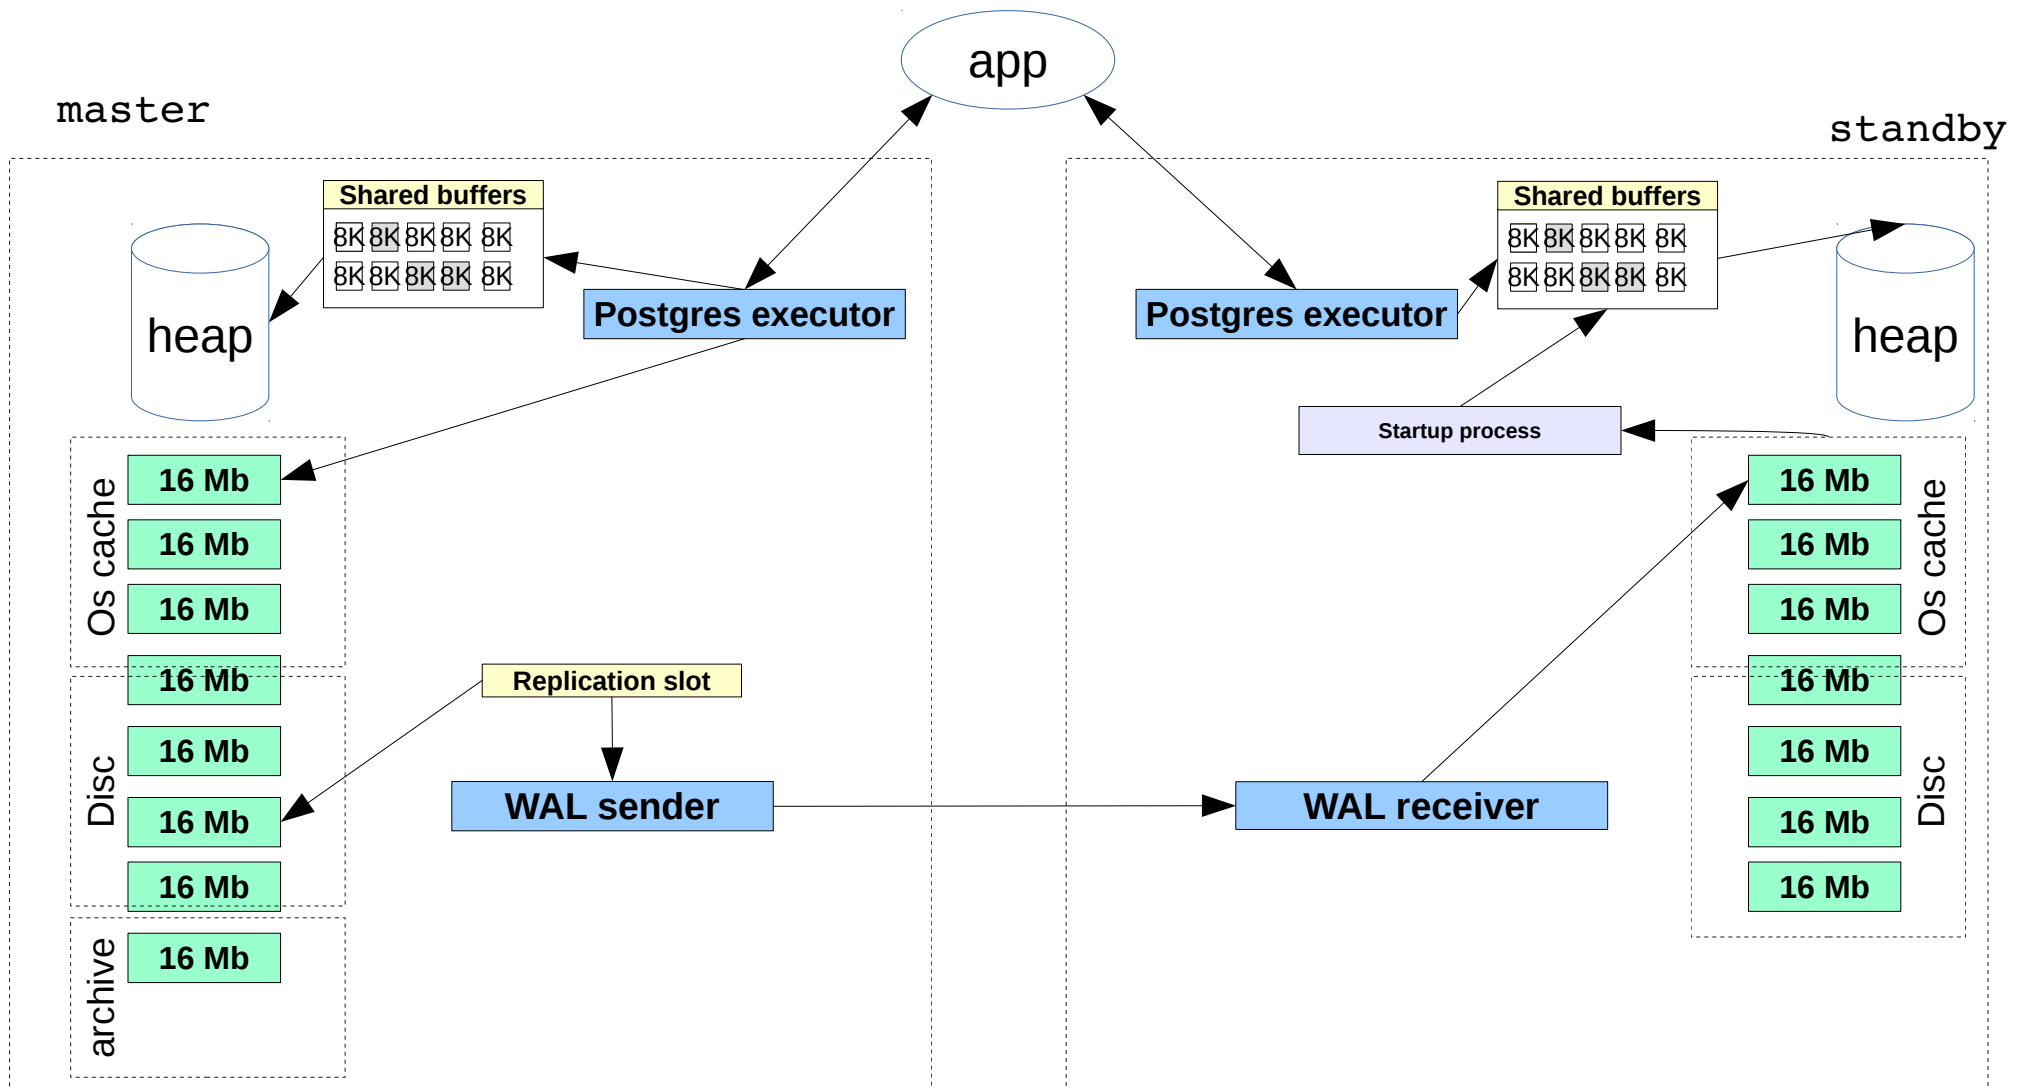 app
master
standby
Shared buffers
8K 8K 8K 8K 8K
8K 8K 8K 8K 8K
heap
Postgres executor
Os cache
16 Mb
16 Mb
16 Mb
16 Mb
Disc
16 Mb
16 Mb
16 Mb
archive
16 Mb
Replication slot
WAL sender
Postgres executor
Shared buffers
8K 8K 8K 8K 8K
8K 8K 8K 8K 8K
heap
Startup process
16 Mb
16 Mb
16 Mb
Os cache
16 Mb
16 Mb
16 Mb
16 Mb
Disc
WAL receiver